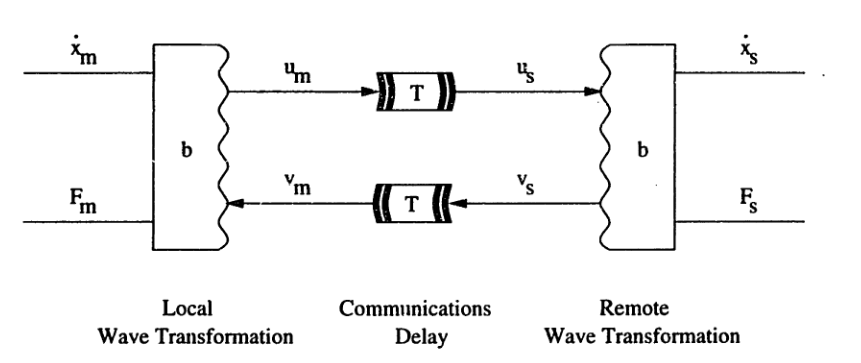 ẋm
um
T
us
ẋs
b
b
Fm
vm
T
vs
Fs
Local
Wave Transformation
Communications
Delay
Remote
Wave Transformation